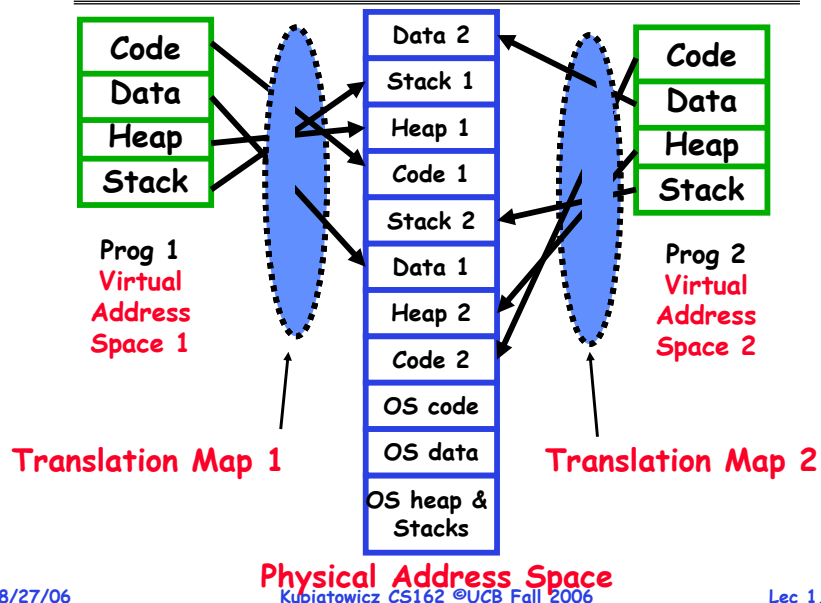 Code
Data
Heap
Stack
Prog 1
Virtual
Address
Space 1
Data 2
Stack 1
Heap 1
Code 1
Stack 2
Data 1
Heap 2
Code 2
OS code
OS data
OS heap &
Stacks
Code
Data
Heap
Stack
Prog 2
Virtual
Address
Space 2
Translation Map 1
Translation Map 2
Physical Address Space
8/27/06
Kubiatowicz CS162 ©UCB Fall 2006
Lec 1.